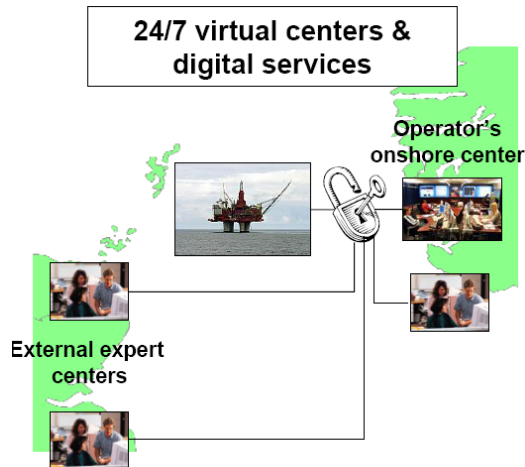 24/7 virtual centers &
digital services
Operator's
onshore center
External expert
centers